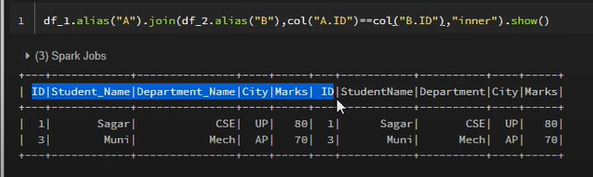 1 df_1.alias("A").join(df_2.alias("B"),col("A.ID")==col("B.ID"),"inner").show()
(3) Spark Jobs
+---+------------+---------------+----+-----+---+-----------+----------+----+-----+
| ID|Student_Name|Department_Name|City|Marks| ID|StudentName|Department|City|Marks|
+---+------------+---------------+----+-----+---+-----------+----------+----+-----+
|  1|       Sagar|            CSE|  UP|   80|  1|      Sagar|       CSE|  UP|   80|
|  3|        Muni|           Mech|  AP|   70|  3|       Muni|      Mech|  AP|   70|
+---+------------+---------------+----+-----+---+-----------+----------+----+-----+